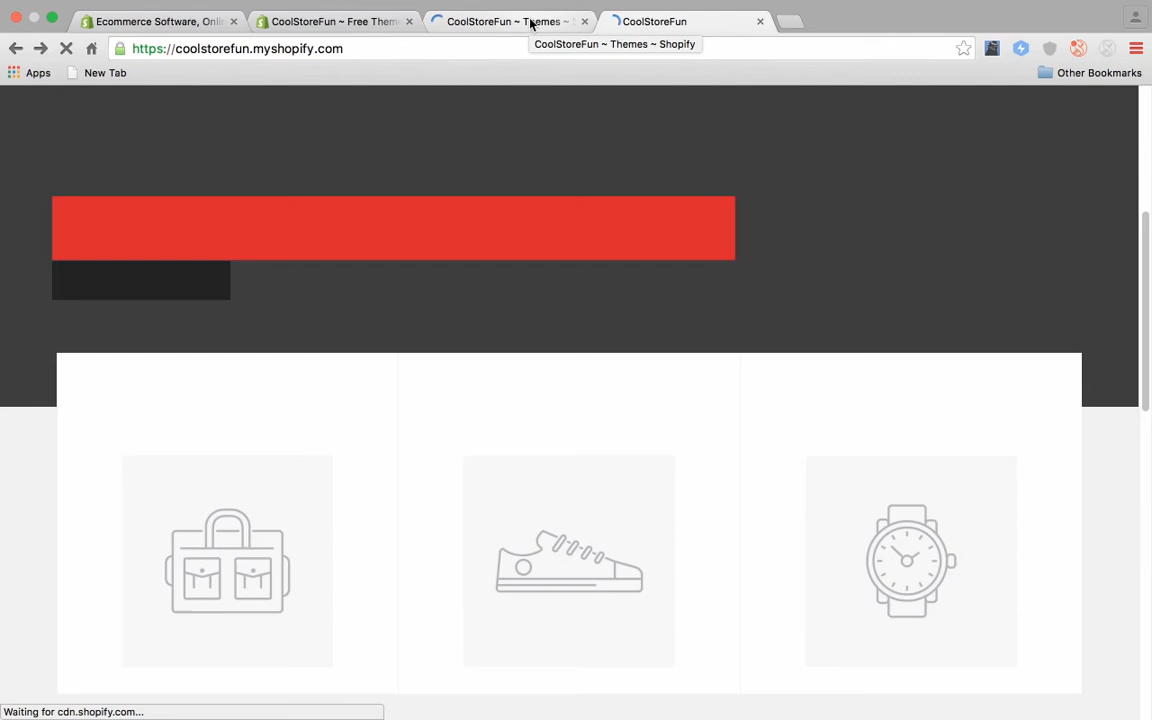 Ecommerce Software, Onli
CoolStoreFun ~ Free Theme
CoolStoreFun ~ Themes ~ S
CoolStoreFun
https://coolstorefun.myshopify.com
CoolStoreFun ~ Themes ~ Shopify
Apps
New Tab
Other Bookmarks
Waiting for cdn.shopify.com...